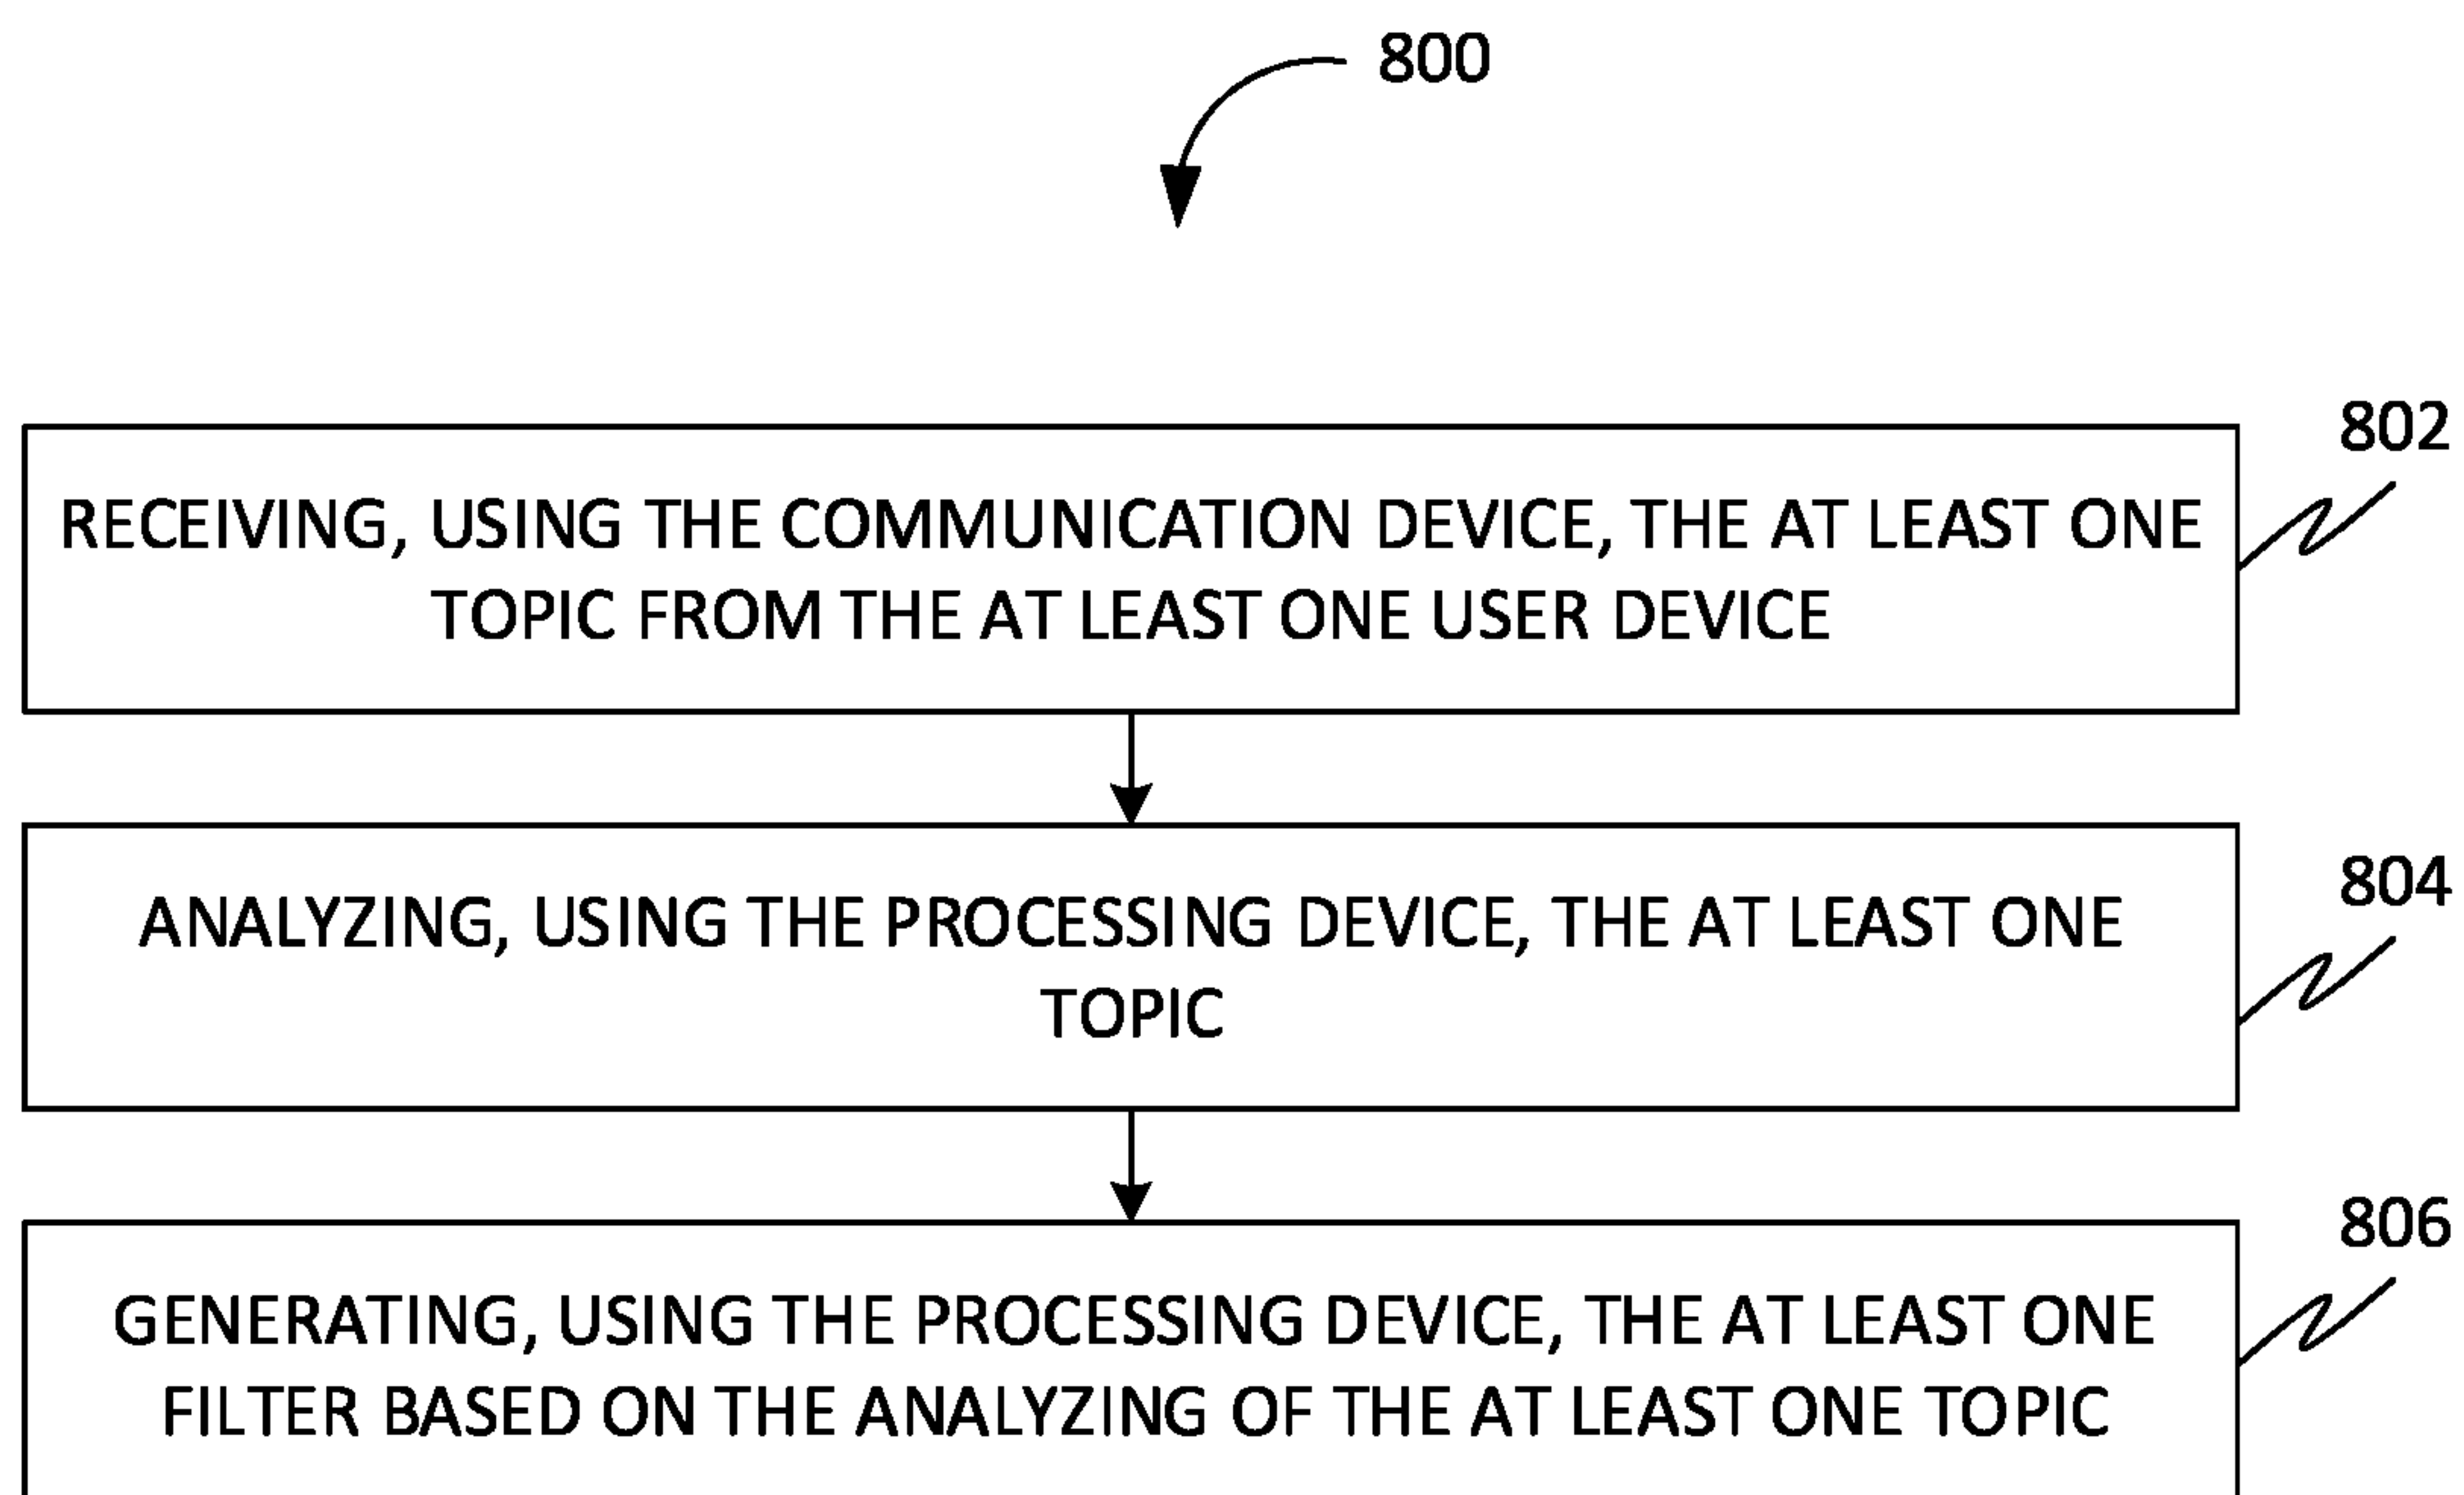 800
802
RECEIVING, USING THE COMMUNICATION DEVICE, THE AT LEAST ONE
TOPIC FROM THE AT LEAST ONE USER DEVICE
804
ANALYZING, USING THE PROCESSING DEVICE, THE AT LEAST ONE
TOPIC
806
GENERATING, USING THE PROCESSING DEVICE, THE AT LEAST ONE
FILTER BASED ON THE ANALYZING OF THE AT LEAST ONE TOPIC